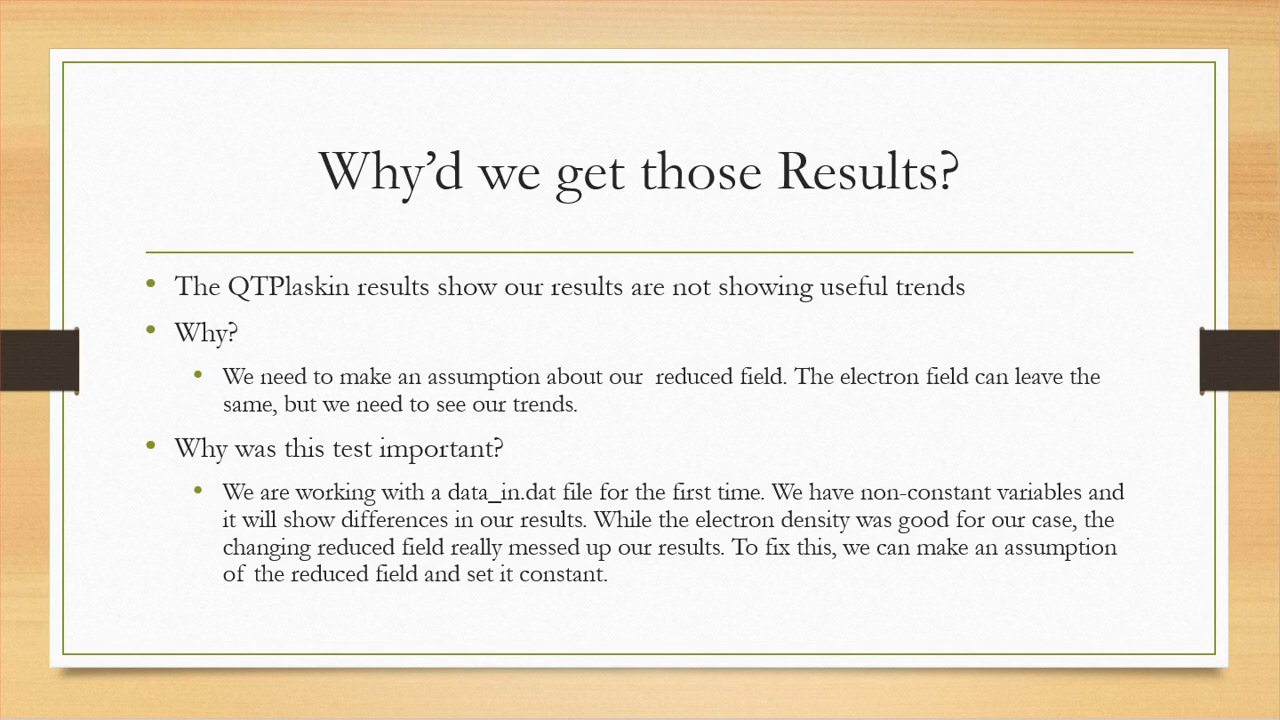 Why’d we get those Results?
• The QTPlaskin results show our results are not showing useful trends
• Why?
• We need to make an assumption about our  reduced field. The electron field can leave the
same, but we need to see our trends.
• Why was this test important?
• We are working with a data_in.dat file for the first time. We have non-constant variables and
it will show differences in our results. While the electron density was good for our case, the
changing reduced field really messed up our results. To fix this, we can make an assumption
of the reduced field and set it constant.